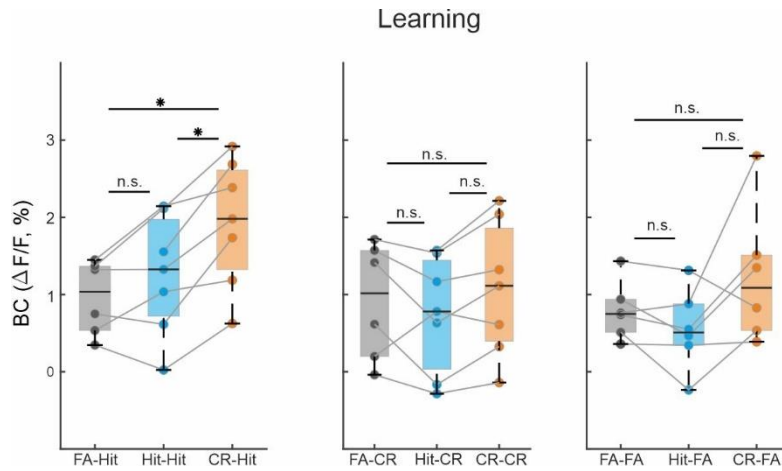 Learning
BC (Δ F/F, %)
3
2
1
0
*
*
n.s.
FA-Hit Hit-Hit CR-Hit
n.s.
n.s.
n.s.
FA-CR Hit-CR CR-CR
n.s.
n.s.
n.s.
FA-FA Hit-FA CR-FA